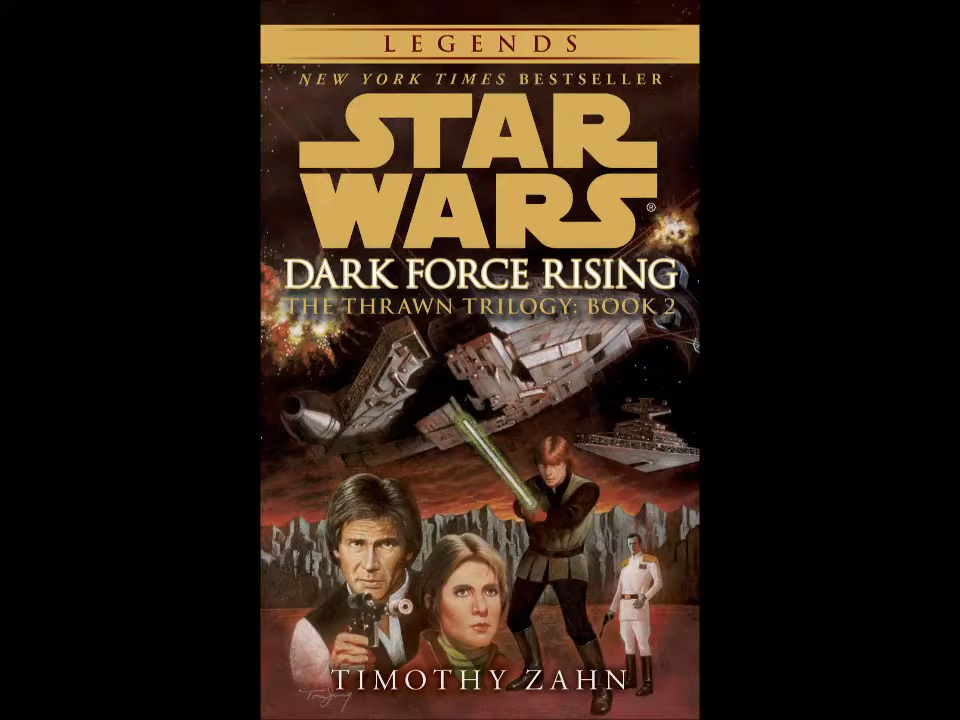 LEGENDS
NEW YORK TIMES BESTSELLER
STAR
WARS®
DARK FORCE RISING
THE THRAWN TRILOGY: BOOK 2
TIMOTHY ZAHN